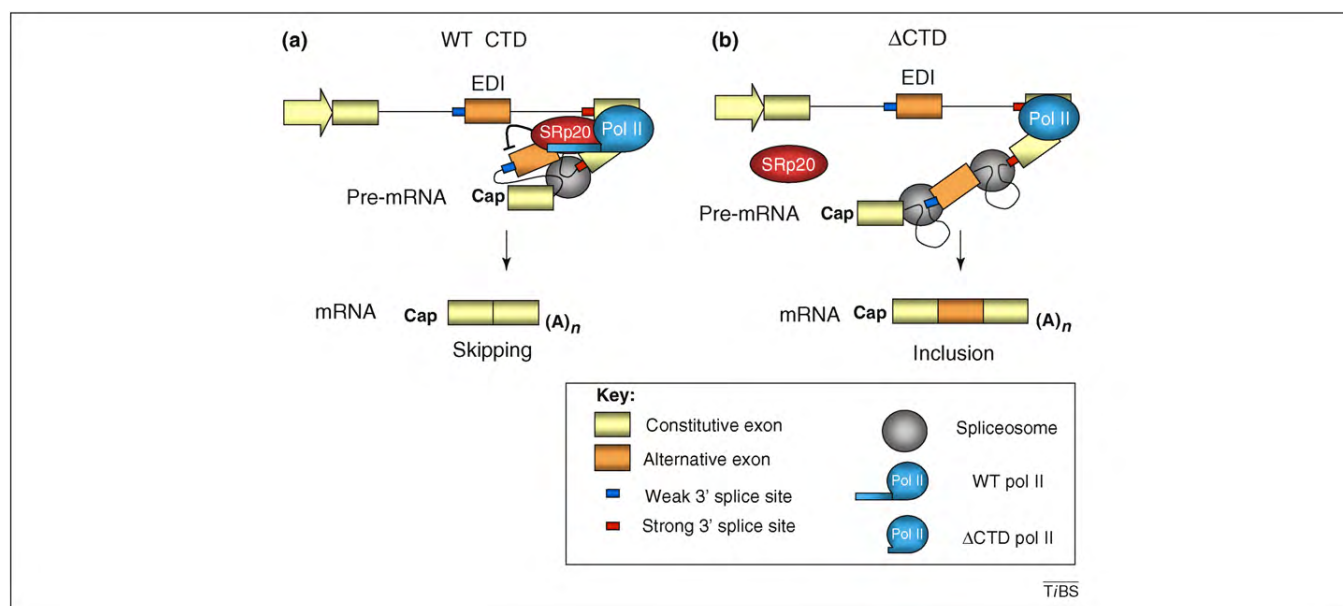 (a)
WT CTD
EDI
SRp20
Pol II
Pre-mRNA
Cap
mRNA
Cap
(A)n
Skipping
(b)
ΔCTD
EDI
Pol II
SRp20
Pre-mRNA
Cap
mRNA
Cap
(A)n
Inclusion
Key:
Constitutive exon
Alternative exon
Weak 3' splice site
Strong 3' splice site
Spliceosome
Pol II
WT pol II
Pol II
ΔCTD pol II
TiBS